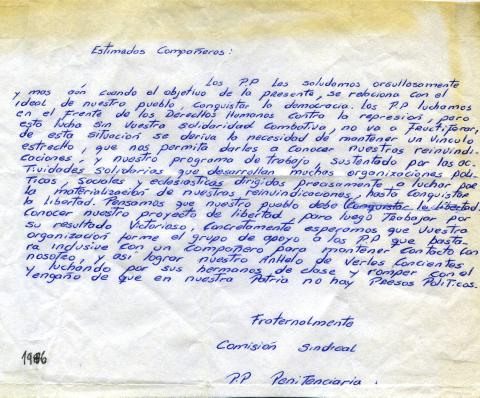 Estimados Compañeros:
Los P.P Les saludamos orgullosamente
y mas aún cuando el objetivo de la presente, se relaciona con el
ideal de nuestro pueblo, conquistar la democracia. Los P.P luchamos
en el Frente de los Derechos Humanos contra la represión, pero
esta lucha sin vuestra solidaridad Combativa, no va a Fructiferar,
de esta situación se deriva la necesidad de mantener un vínculo
estrecho, que nos permita darles a conocer nuestras reinvindi-
caciones, y nuestro programa de trabajo, sustentado por las ac-
tividades solidarias que desarrollan muchas organizaciones polí-
ticas, sociales y eclesiasticas dirigidas precisamente a luchar por
la materialización de nuestras reinvindicaciones, hasta Conquistar
la libertad. Pensamos que nuestro pueblo debe Conquistar la libertad.
Conocer nuestro proyecto de libertad, para luego Trabajar por
su resultado Victorioso, Concretamente esperamos que vuestra
organización forme el grupo de apoyo a los P.P que basta-
ra inclusive con un Compañero para mantener Contacto Con
nosotro, y así lograr nuestro Anhelo de verlos Concientes
y luchando por sus hermanos de clase y romper con el
engaño de que en nuestra Patria no hay Presos Políticos.
Fraternalmente
Comisión Sindical
P.P Penitenciaria.
1986